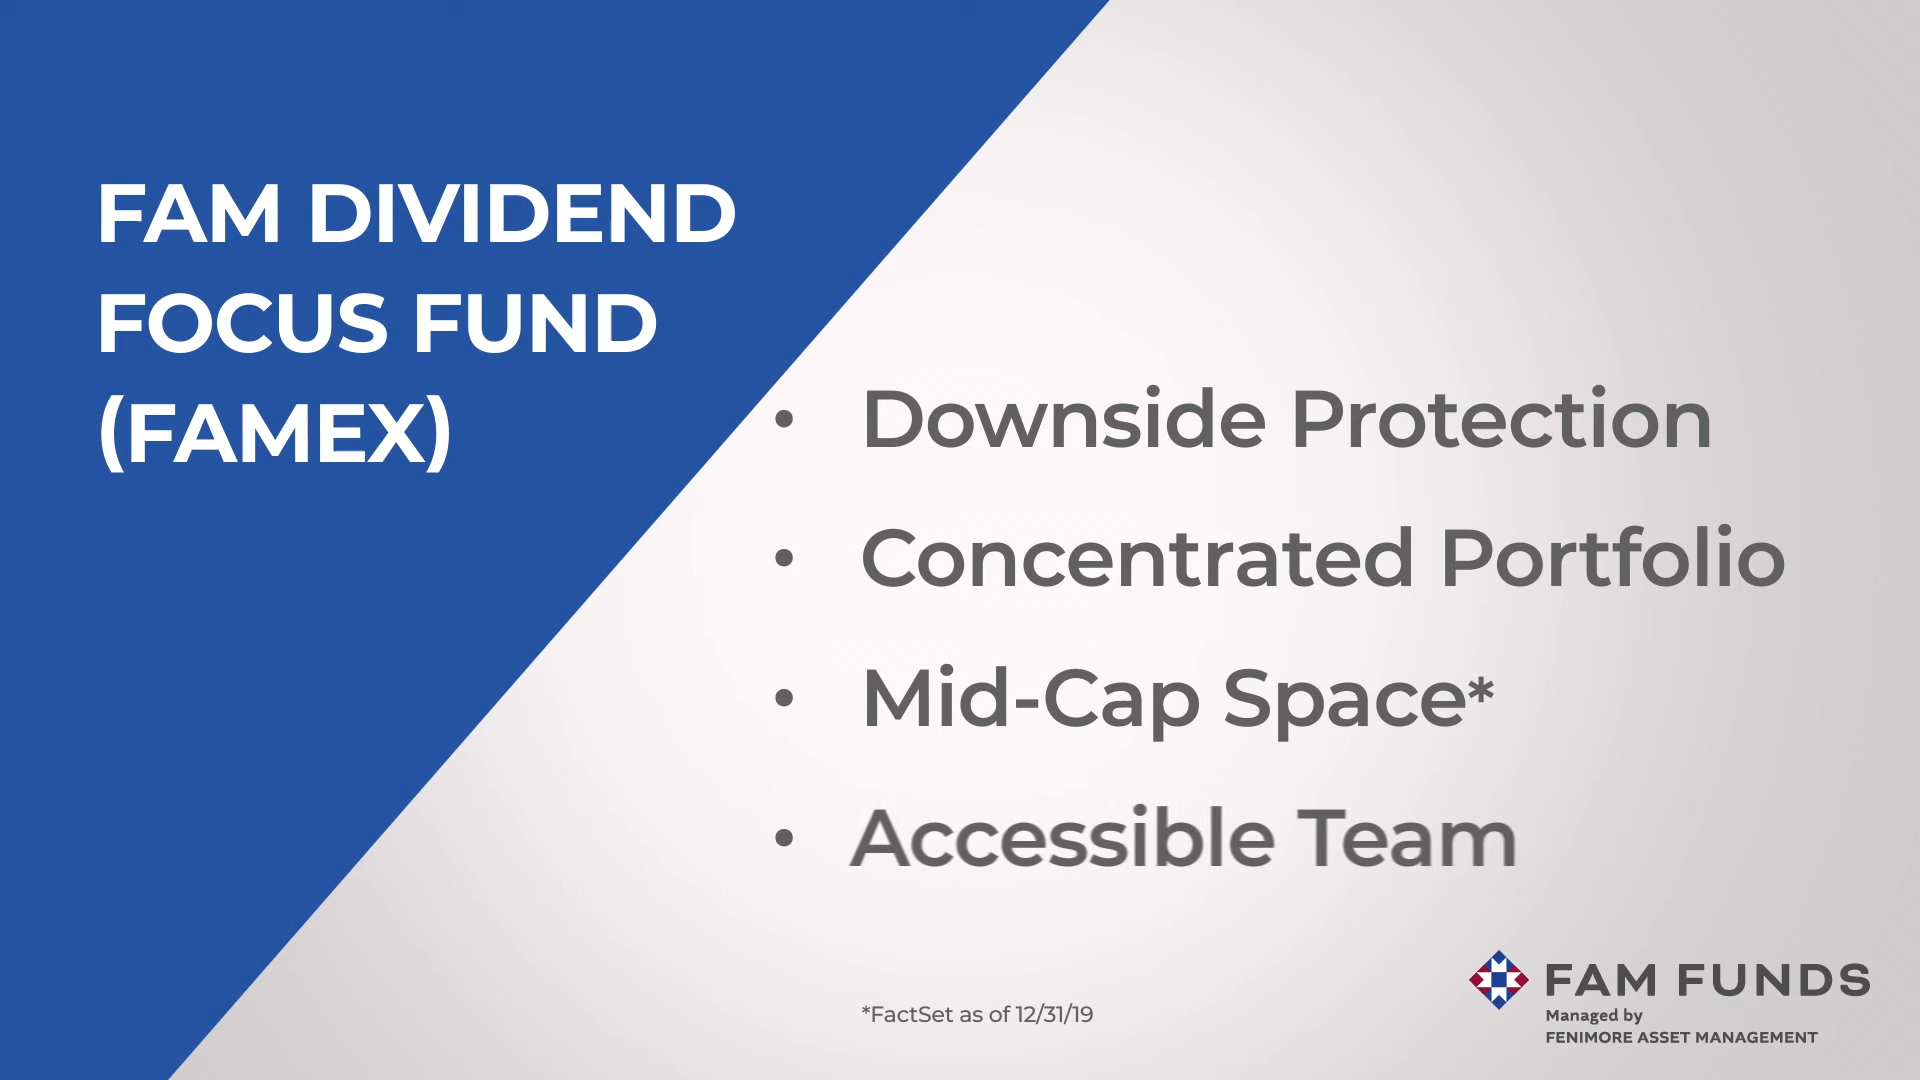 FAM DIVIDEND
FOCUS FUND
(FAMEX)
• Downside Protection
• Concentrated Portfolio
• Mid-Cap Space*
• Accessible Team
*FactSet as of 12/31/19
FAM FUNDS
Managed by
FENIMORE ASSET MANAGEMENT